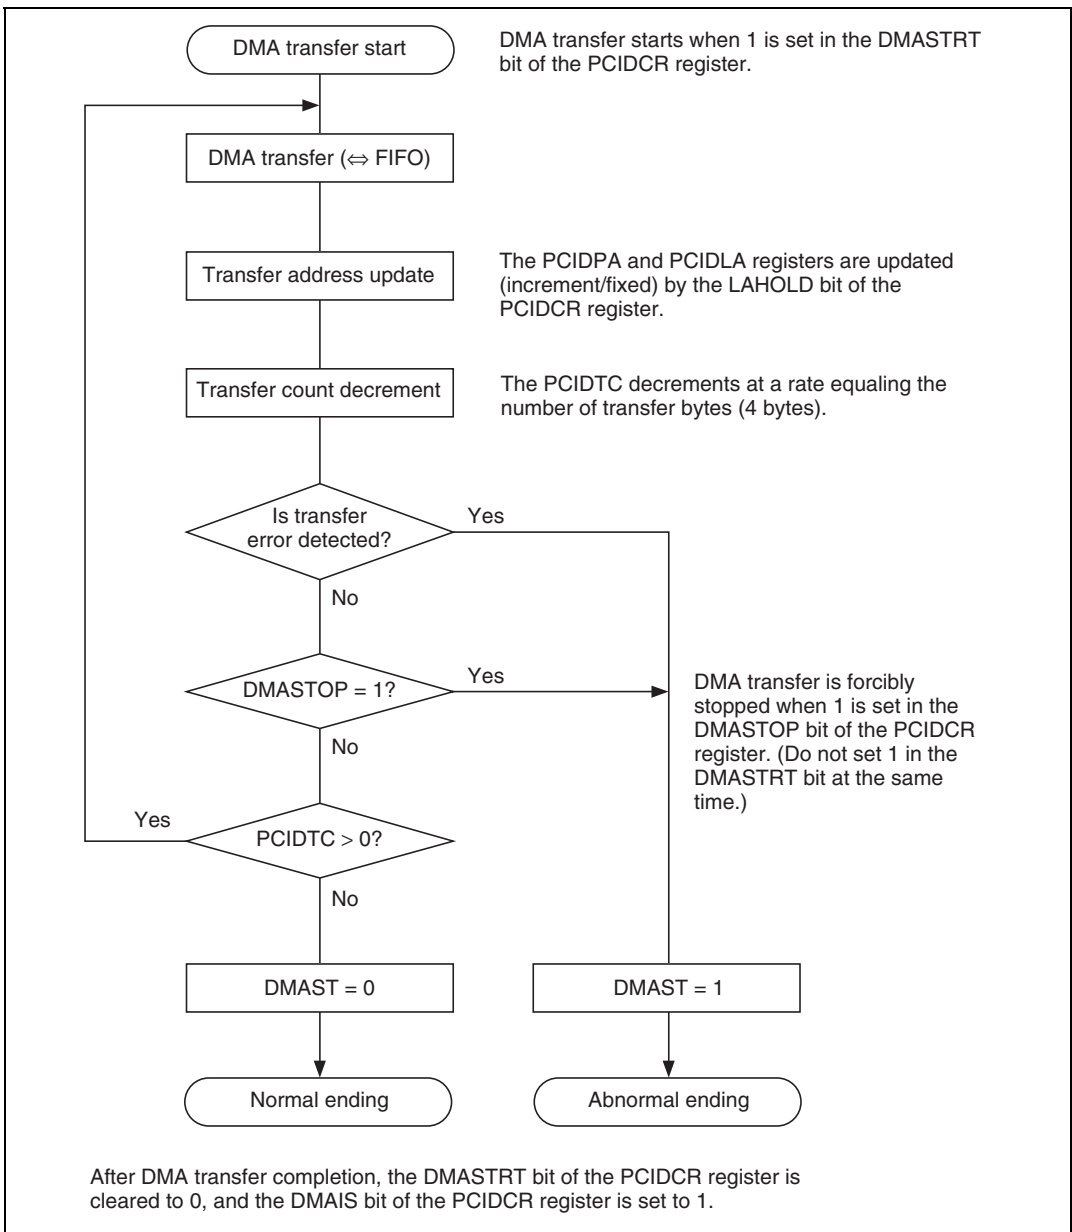 DMA transfer start
DMA transfer starts when 1 is set in the DMASTRT
bit of the PCIDCR register.
DMA transfer (⇔ FIFO)
Transfer address update
The PCIDPA and PCIDLA registers are updated
(increment/fixed) by the LAHOLD bit of the
PCIDCR register.
Transfer count decrement
The PCIDTC decrements at a rate equaling the
number of transfer bytes (4 bytes).
Is transfer
error detected?
Yes
No
DMASTOP = 1?
Yes
DMA transfer is forcibly
stopped when 1 is set in the
DMASTOP bit of the PCIDCR
register. (Do not set 1 in the
DMASTRT bit at the same
time.)
No
Yes
PCIDTC > 0?
No
DMAST = 0
DMAST = 1
Normal ending
Abnormal ending
After DMA transfer completion, the DMASTRT bit of the PCIDCR register is
cleared to 0, and the DMAIS bit of the PCIDCR register is set to 1.